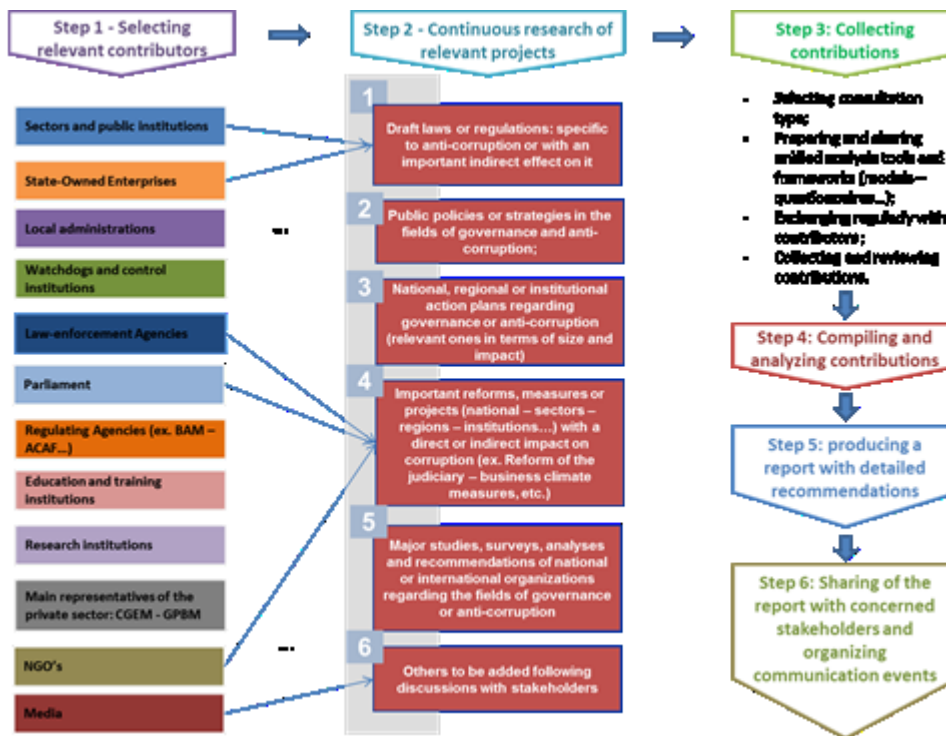 Step 1 - Selecting
relevant contributors
Step 2 - Continuous research of
relevant projects
Step 3: Collecting
contributions
Sectors and public institutions
State-Owned Enterprises
Local administrations
Watchdogs and control
institutions
Law-enforcement Agencies
Parliament
Regulating Agencies (ex. BAM –
ACAF...)
Education and training
institutions
Research institutions
Main representatives of the
private sector: CGEM - GPBM
NGO's
Media
...
...
1
Draft laws or regulations: specific
to anti-corruption or with an
important indirect effect on it
2
Public policies or strategies in the
fields of governance and anti-
corruption;
3
National, regional or institutional
action plans regarding
governance or anti-corruption
(relevant ones in terms of size and
impact)
4
Important reforms, measures or
projects (national – sectors –
regions – institutions...) with a
direct or indirect impact on
corruption (ex. Reform of the
judiciary – business climate
measures, etc.)
5
Major studies, surveys, analyses
and recommendations of national
or international organizations
regarding the fields of governance
or anti-corruption
6
Others to be added following
discussions with stakeholders
- Selecting consultation
type;
- Preparing and sharing
unified analysis tools and
frameworks (models –
questionnaires...);
- Exchanging regularly with
contributors;
- Collecting and reviewing
contributions.
Step 4: Compiling and
analyzing contributions
Step 5: producing a
report with detailed
recommendations
Step 6: Sharing of the
report with concerned
stakeholders and
organizing
communication events